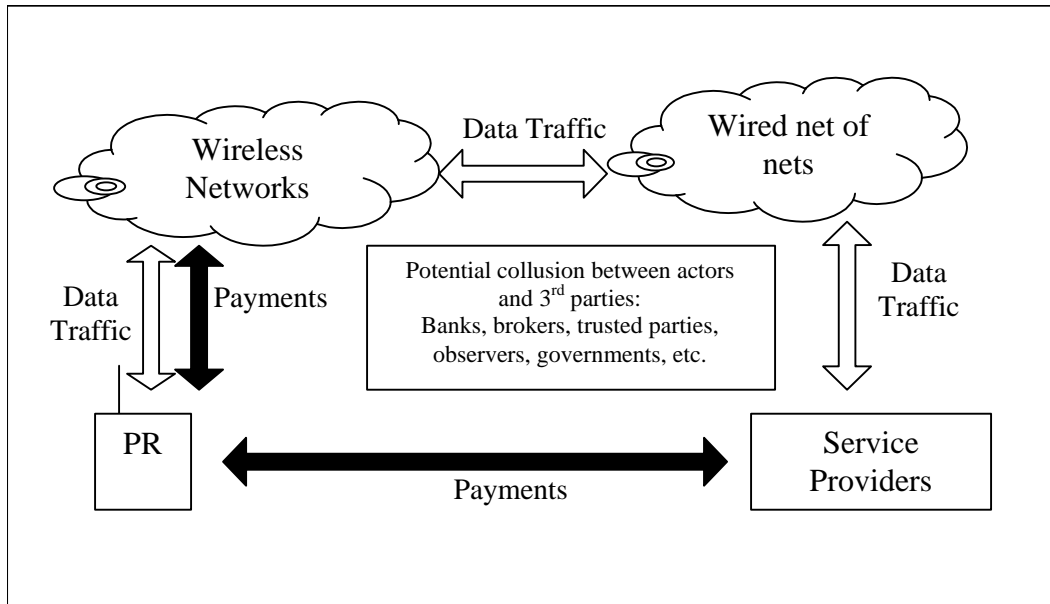 Wireless
Networks
Data Traffic
Wired net of
nets
Data
Traffic
Payments
Potential collusion between actors
and 3rd parties:
Banks, brokers, trusted parties,
observers, governments, etc.
Data
Traffic
PR
Payments
Service
Providers